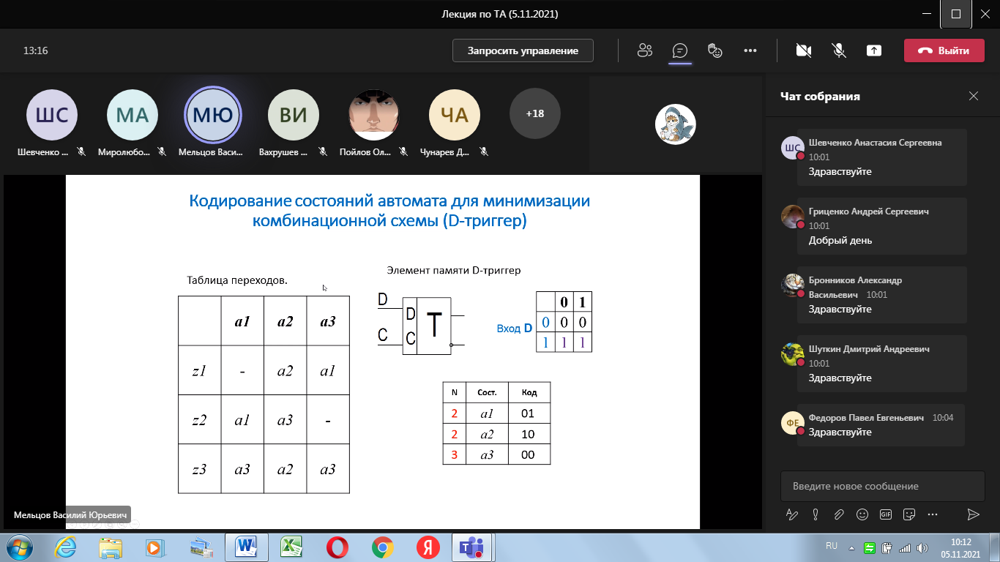 Лекция по ТА (5.11.2021)
13:16
Запросить управление
Выйти
ШС
МА
МЮ
ВИ
ЧА
+18
Шевченко ...
Миролюбо...
Мельцов Васи...
Вахрушев ...
Пойлов Ол...
Чунарев Д...
Кодирование состояний автомата для минимизации
комбинационной схемы (D-триггер)
Таблица переходов.
a1 a2 a3
z1 - a2 a1
z2 a1 a3 -
z3 a3 a2 a3
Элемент памяти D-триггер
D
C
D
C
T
Вход D
0 1
0 0 0
1 1 1
N Сост. Код
2 a1 01
2 a2 10
3 a3 00
Мельцов Василий Юрьевич
Чат собрания
ШС
Шевченко Анастасия Сергеевна
10:01
Здравствуйте
Гриценко Андрей Сергеевич
10:01
Добрый день
Бронников Александр
Васильевич 10:01
Здравствуйте
Шуткин Дмитрий Андреевич
10:01
Здравствуйте
ФЕ
Федоров Павел Евгеньевич 10:04
Здравствуйте
Введите новое сообщение
GIF
RU
10:12
05.11.2021